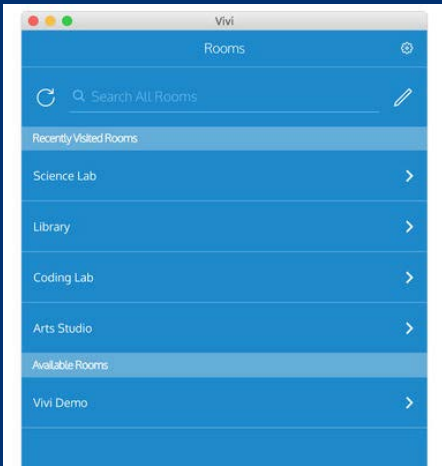 Vivi
Rooms
Search All Rooms
Recently Visited Rooms
Science Lab
Library
Coding Lab
Arts Studio
Available Rooms
Vivi Demo